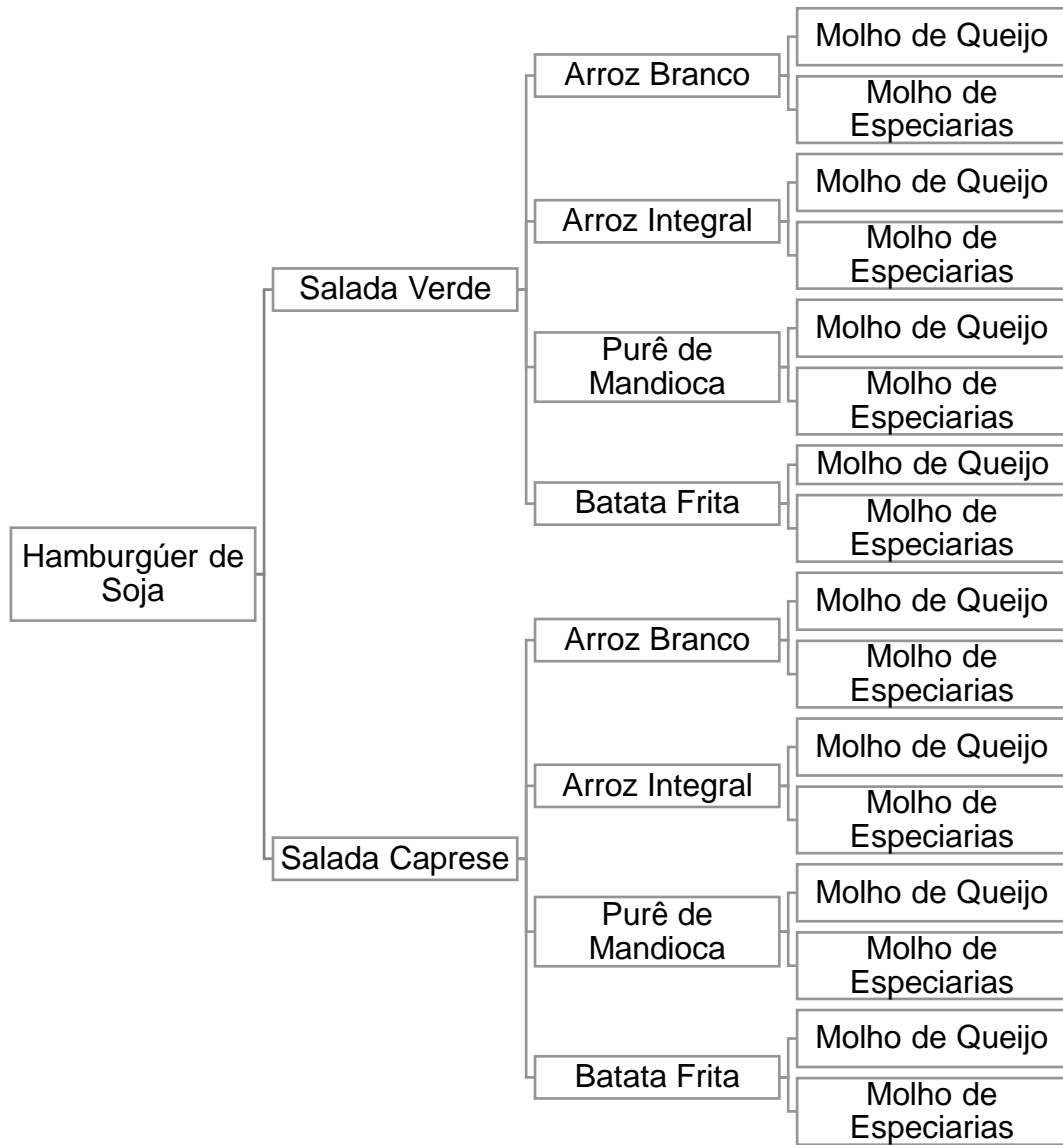 Molho de Queijo
Arroz Branco
Molho de
Especiarias
Molho de Queijo
Arroz Integral
Molho de
Especiarias
Salada Verde
Molho de Queijo
Purê de
Mandioca
Molho de
Especiarias
Molho de Queijo
Batata Frita
Molho de
Especiarias
Hamburgúer de
Soja
Molho de Queijo
Arroz Branco
Molho de
Especiarias
Molho de Queijo
Arroz Integral
Molho de
Especiarias
Salada Caprese
Molho de Queijo
Purê de
Mandioca
Molho de
Especiarias
Molho de Queijo
Batata Frita
Molho de
Especiarias